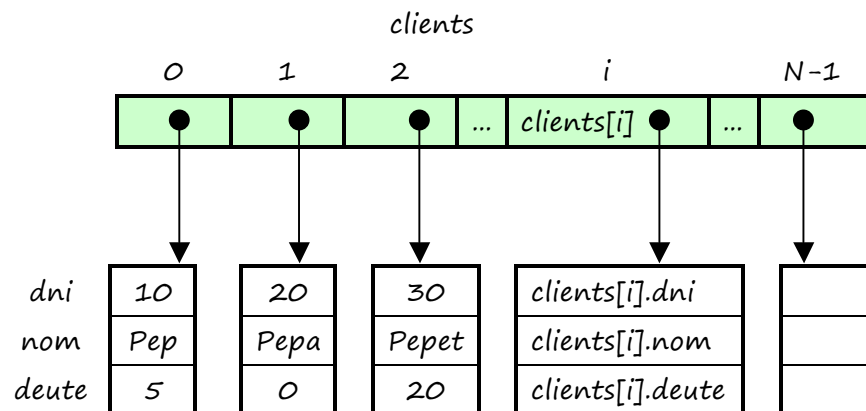 clients
0 1 2 i N-1
... clients[i] ...
dni 10 20 30 clients[i].dni
nom Pep Pepa Pepet clients[i].nom
deute 5 0 20 clients[i].deute